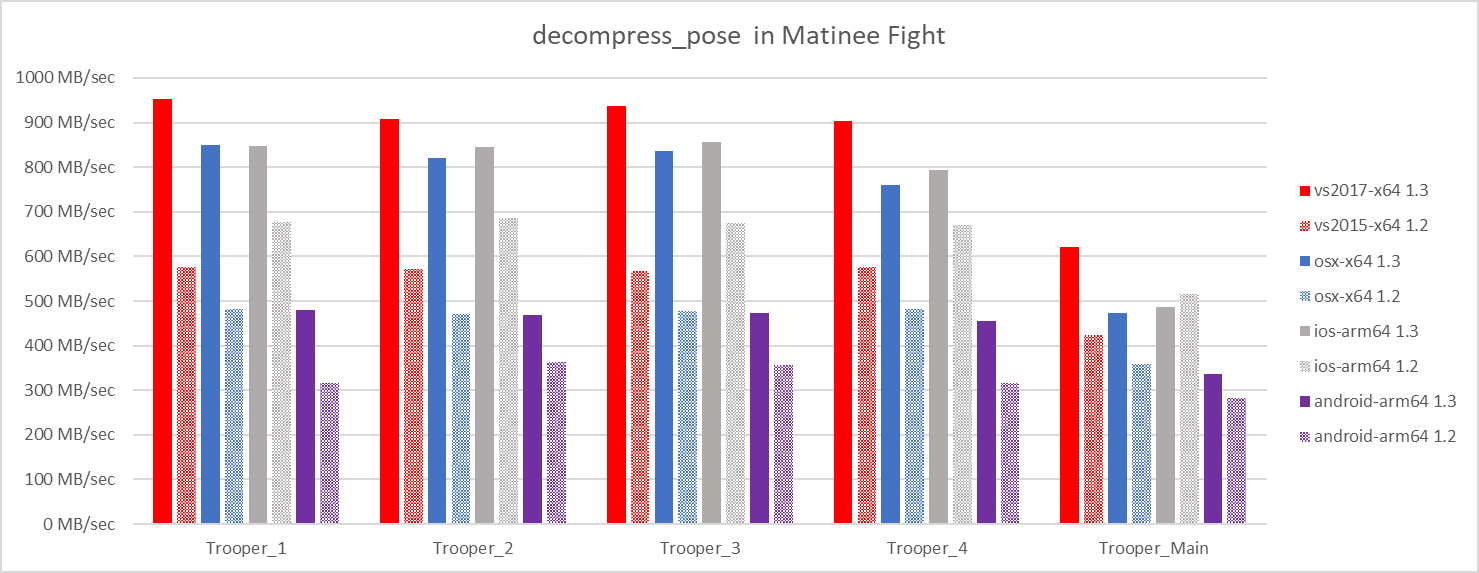 decompress_pose in Matinee Fight
1000 MB/sec
900 MB/sec
800 MB/sec
700 MB/sec
600 MB/sec
500 MB/sec
400 MB/sec
300 MB/sec
200 MB/sec
100 MB/sec
0 MB/sec
Trooper_1 Trooper_2 Trooper_3 Trooper_4 Trooper_Main
vs2017-x64 1.3
vs2015-x64 1.2
osx-x64 1.3
osx-x64 1.2
ios-arm64 1.3
ios-arm64 1.2
android-arm64 1.3
android-arm64 1.2